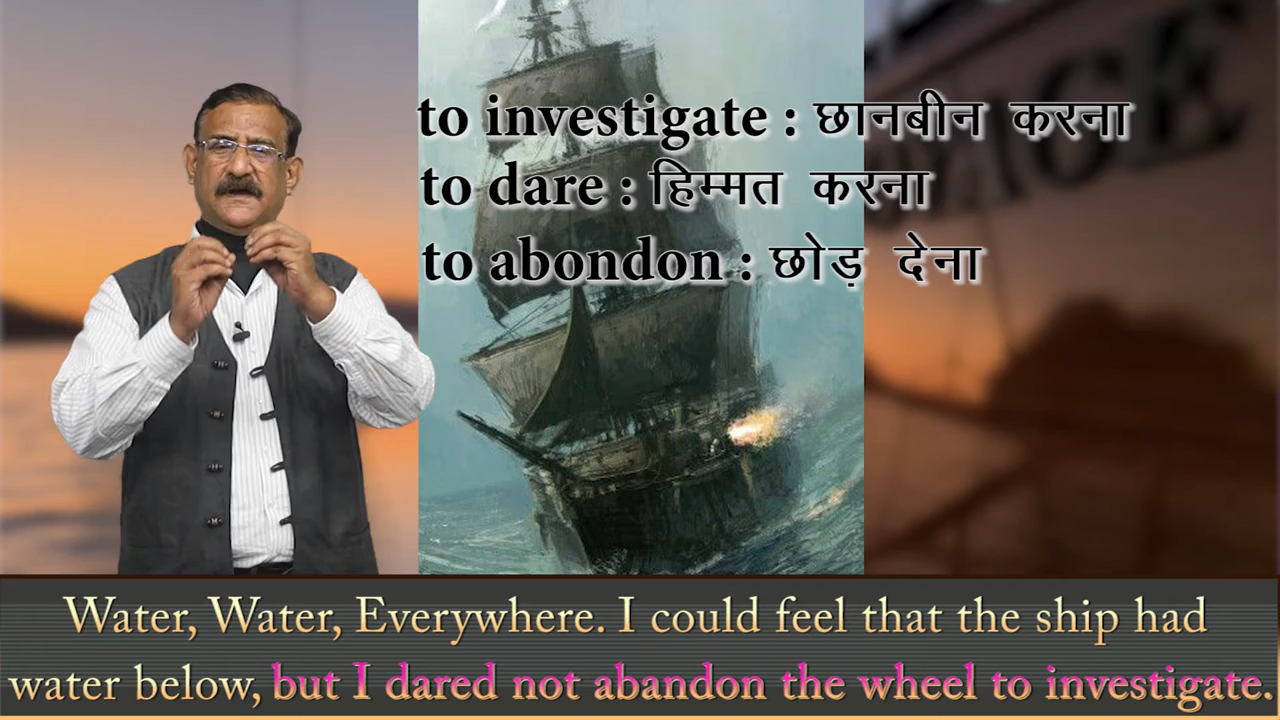 to investigate : छानबीन करना
to dare : हिम्मत करना
to abondon : छोड़ देना
Water, Water, Everywhere. I could feel that the ship had
water below, but I dared not abandon the wheel to investigate.